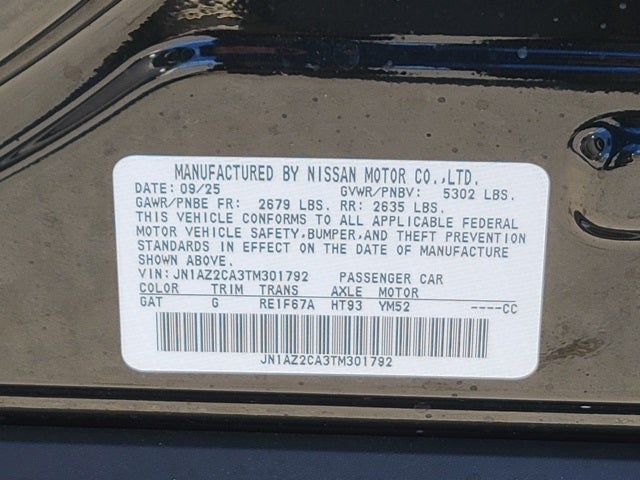 MANUFACTURED BY NISSAN MOTOR CO.,LTD.
DATE: 09/25 GVWR/PNBV: 5302 LBS.
GAWR/PNBE FR: 2679 LBS. RR: 2635 LBS.
THIS VEHICLE CONFORMS TO ALL APPLICABLE FEDERAL
MOTOR VEHICLE SAFETY,BUMPER,AND THEFT PREVENTION
STANDARDS IN EFFECT ON THE DATE OF MANUFACTURE
SHOWN ABOVE.
VIN: JN1AZ2CA3TM301792 PASSENGER CAR
COLOR TRIM TRANS AXLE MOTOR
GAT G RE1F67A HT93 YM52 ----CC
JN1AZ2CA3TM301792